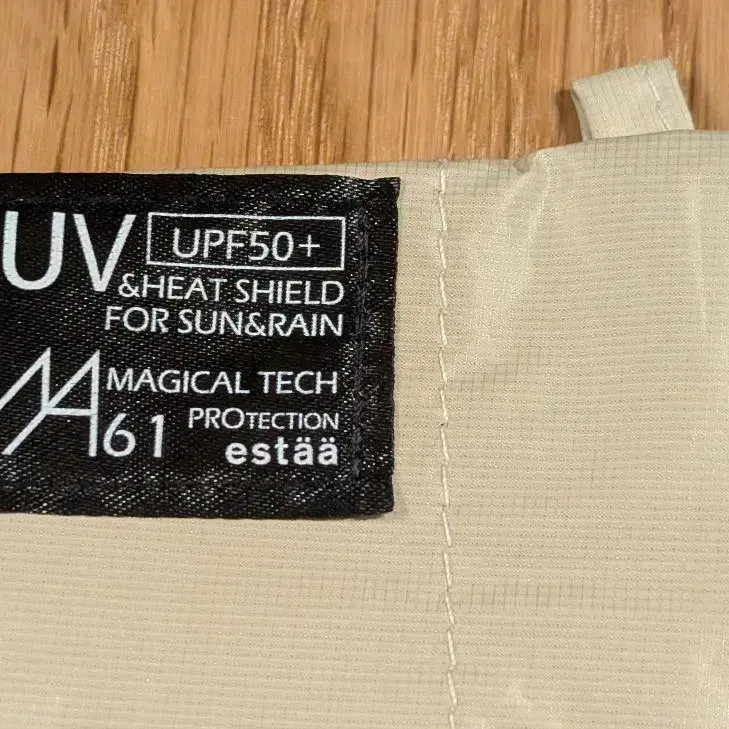 UV UPF50+
&HEAT SHIELD
FOR SUN&RAIN
MAGICAL TECH
61 PROTECTION
estää